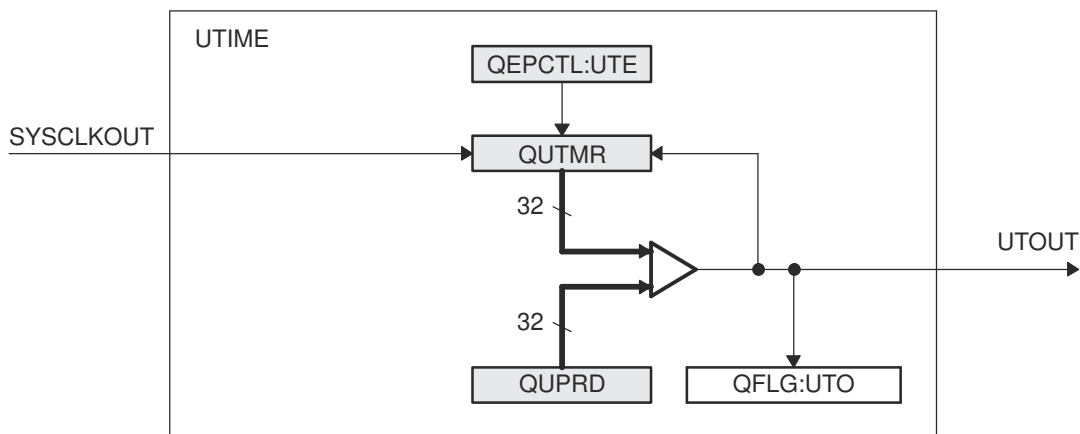 UTIME
QEPCTL:UTE
SYSCLKOUT
QUTMR
32
UTOUT
32
QUPRD
QFLG:UTO